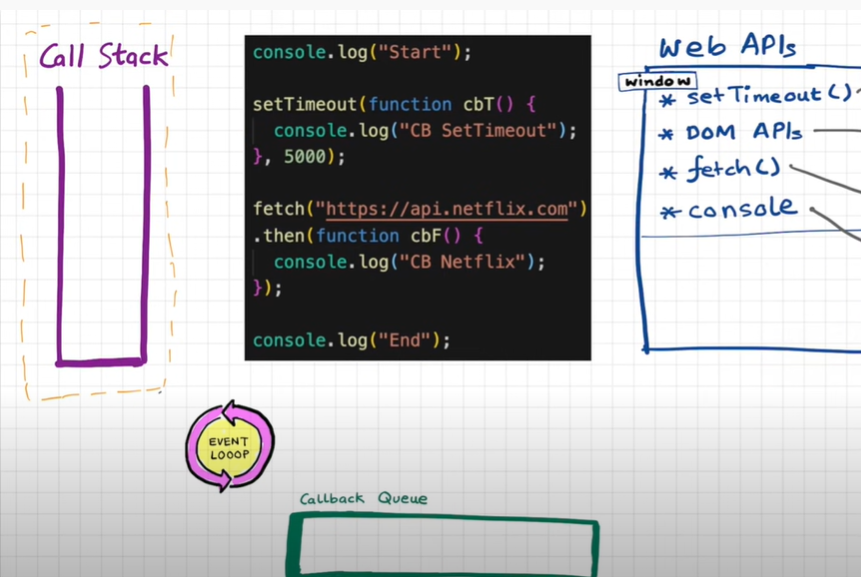 Call Stack
console.log("Start");
setTimeout(function cbT() {
console.log("CB SetTimeout");
}, 5000);
fetch("https://api.netflix.com")
.then(function cbF() {
console.log("CB Netflix");
});
console.log("End");
Web APIs
window
* setTimeout()
* DOM APIs
* fetch()
* console
EVENT
LOOOP
Callback Queue